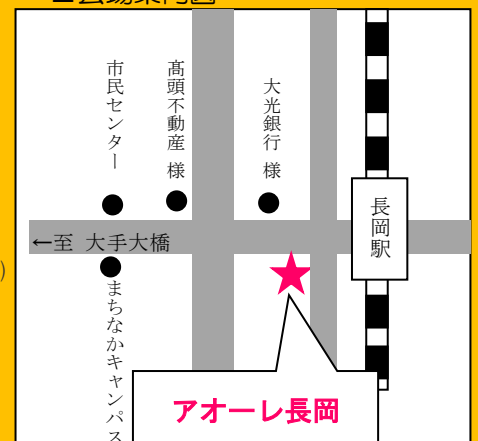 市民センター
髙頭不動産 様
大光銀行 様
長岡駅
←至 大手大橋
まちなかキャンパス
アオーレ長岡
)